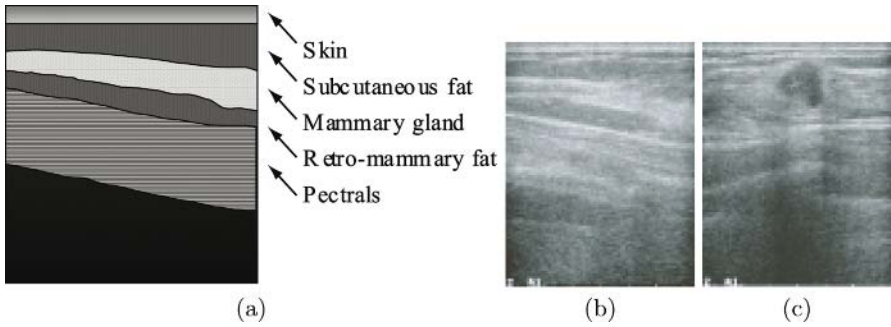 Skin
Subcutaneous fat
Mammary gland
Retro-mammary fat
Pectrals
(a)
(b)
(c)